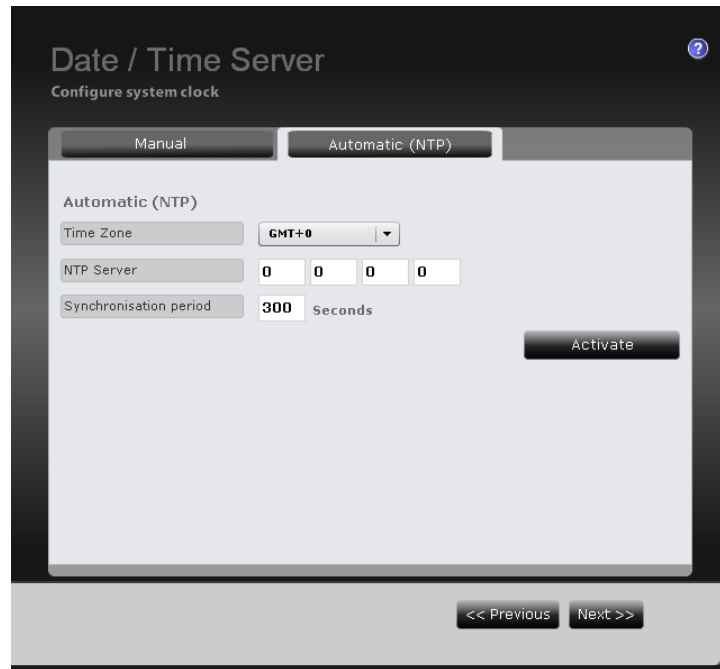 Date / Time Server
?
Configure system clock
Manual
Automatic (NTP)
Automatic (NTP)
Time Zone
GMT+0
NTP Server
0 0 0 0
Synchronisation period
300 Seconds
Activate
<< Previous
Next >>